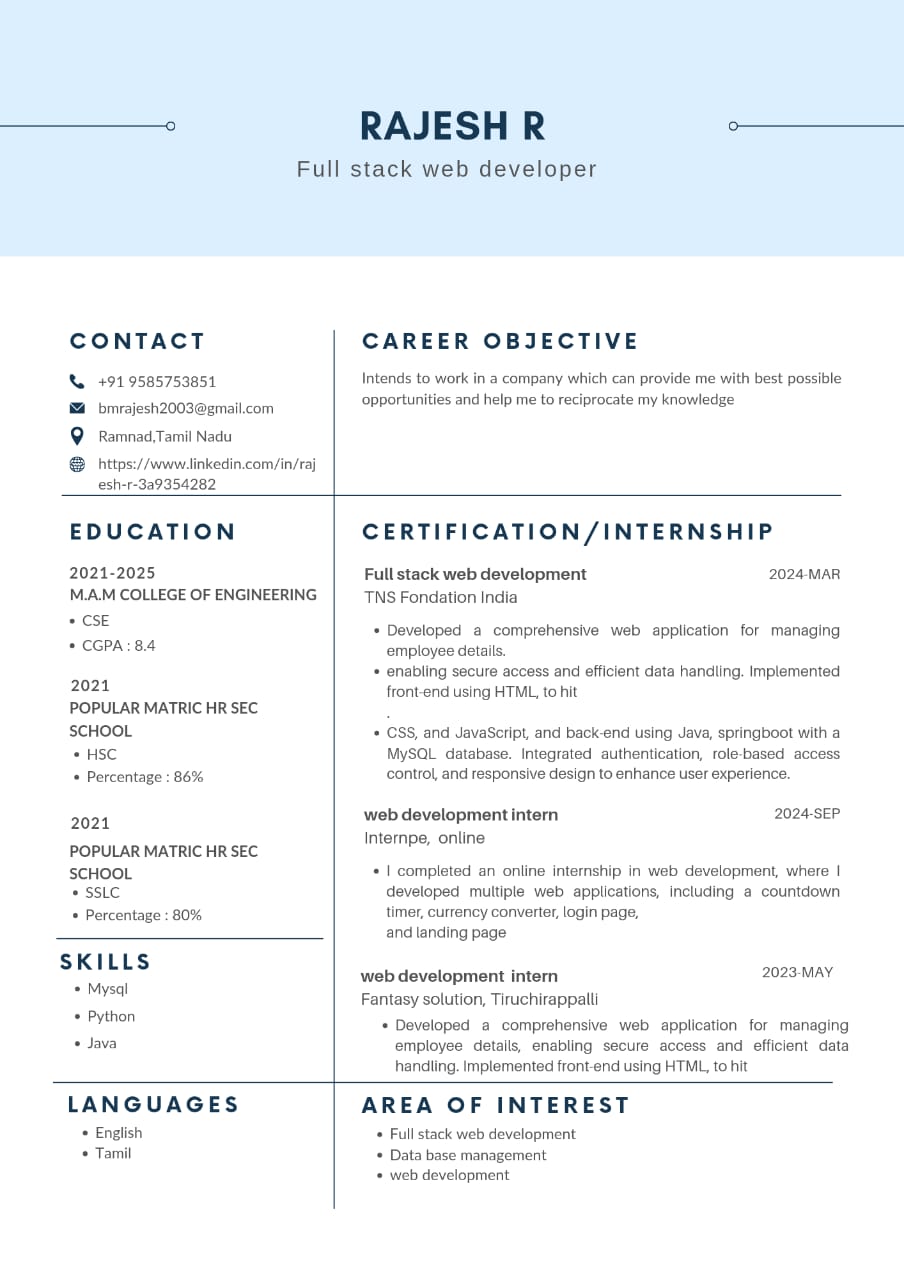 RAJESH R
Full stack web developer
CONTACT
+91 9585753851
bmrajesh2003@gmail.com
Ramnad,Tamil Nadu
https://www.linkedin.com/in/raj
esh-r-3a9354282
CAREER OBJECTIVE
Intends to work in a company which can provide me with best possible
opportunities and help me to reciprocate my knowledge
EDUCATION
2021-2025
M.A.M COLLEGE OF ENGINEERING
• CSE
• CGPA : 8.4
2021
POPULAR MATRIC HR SEC
SCHOOL
• HSC
• Percentage : 86%
2021
POPULAR MATRIC HR SEC
SCHOOL
• SSLC
• Percentage : 80%
SKILLS
• Mysql
• Python
• Java
LANGUAGES
• English
• Tamil
CERTIFICATION/INTERNSHIP
Full stack web development 2024-MAR
TNS Fondation India
• Developed a comprehensive web application for managing
employee details.
• enabling secure access and efficient data handling. Implemented
front-end using HTML, to hit
.
• CSS, and JavaScript, and back-end using Java, springboot with a
MySQL database. Integrated authentication, role-based access
control, and responsive design to enhance user experience.
web development intern 2024-SEP
Internpe, online
• I completed an online internship in web development, where I
developed multiple web applications, including a countdown
timer, currency converter, login page,
and landing page
web development intern 2023-MAY
Fantasy solution, Tiruchirappalli
• Developed a comprehensive web application for managing
employee details, enabling secure access and efficient data
handling. Implemented front-end using HTML, to hit
AREA OF INTEREST
• Full stack web development
• Data base management
• web development